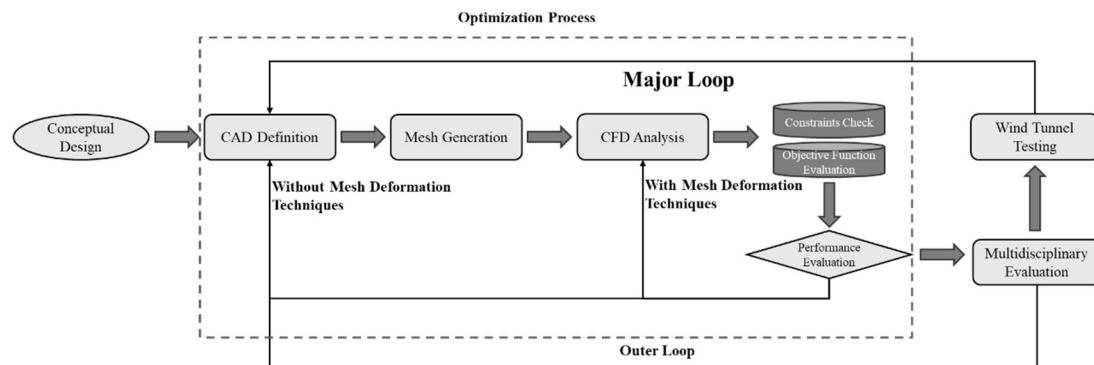 Optimization Process
Major Loop
Conceptual
Design
CAD Definition
Mesh Generation
CFD Analysis
Constraints Check
Objective Function
Evaluation
Wind Tunnel
Testing
Without Mesh Deformation
Techniques
With Mesh Deformation
Techniques
Performance
Evaluation
Multidisciplinary
Evaluation
Outer Loop